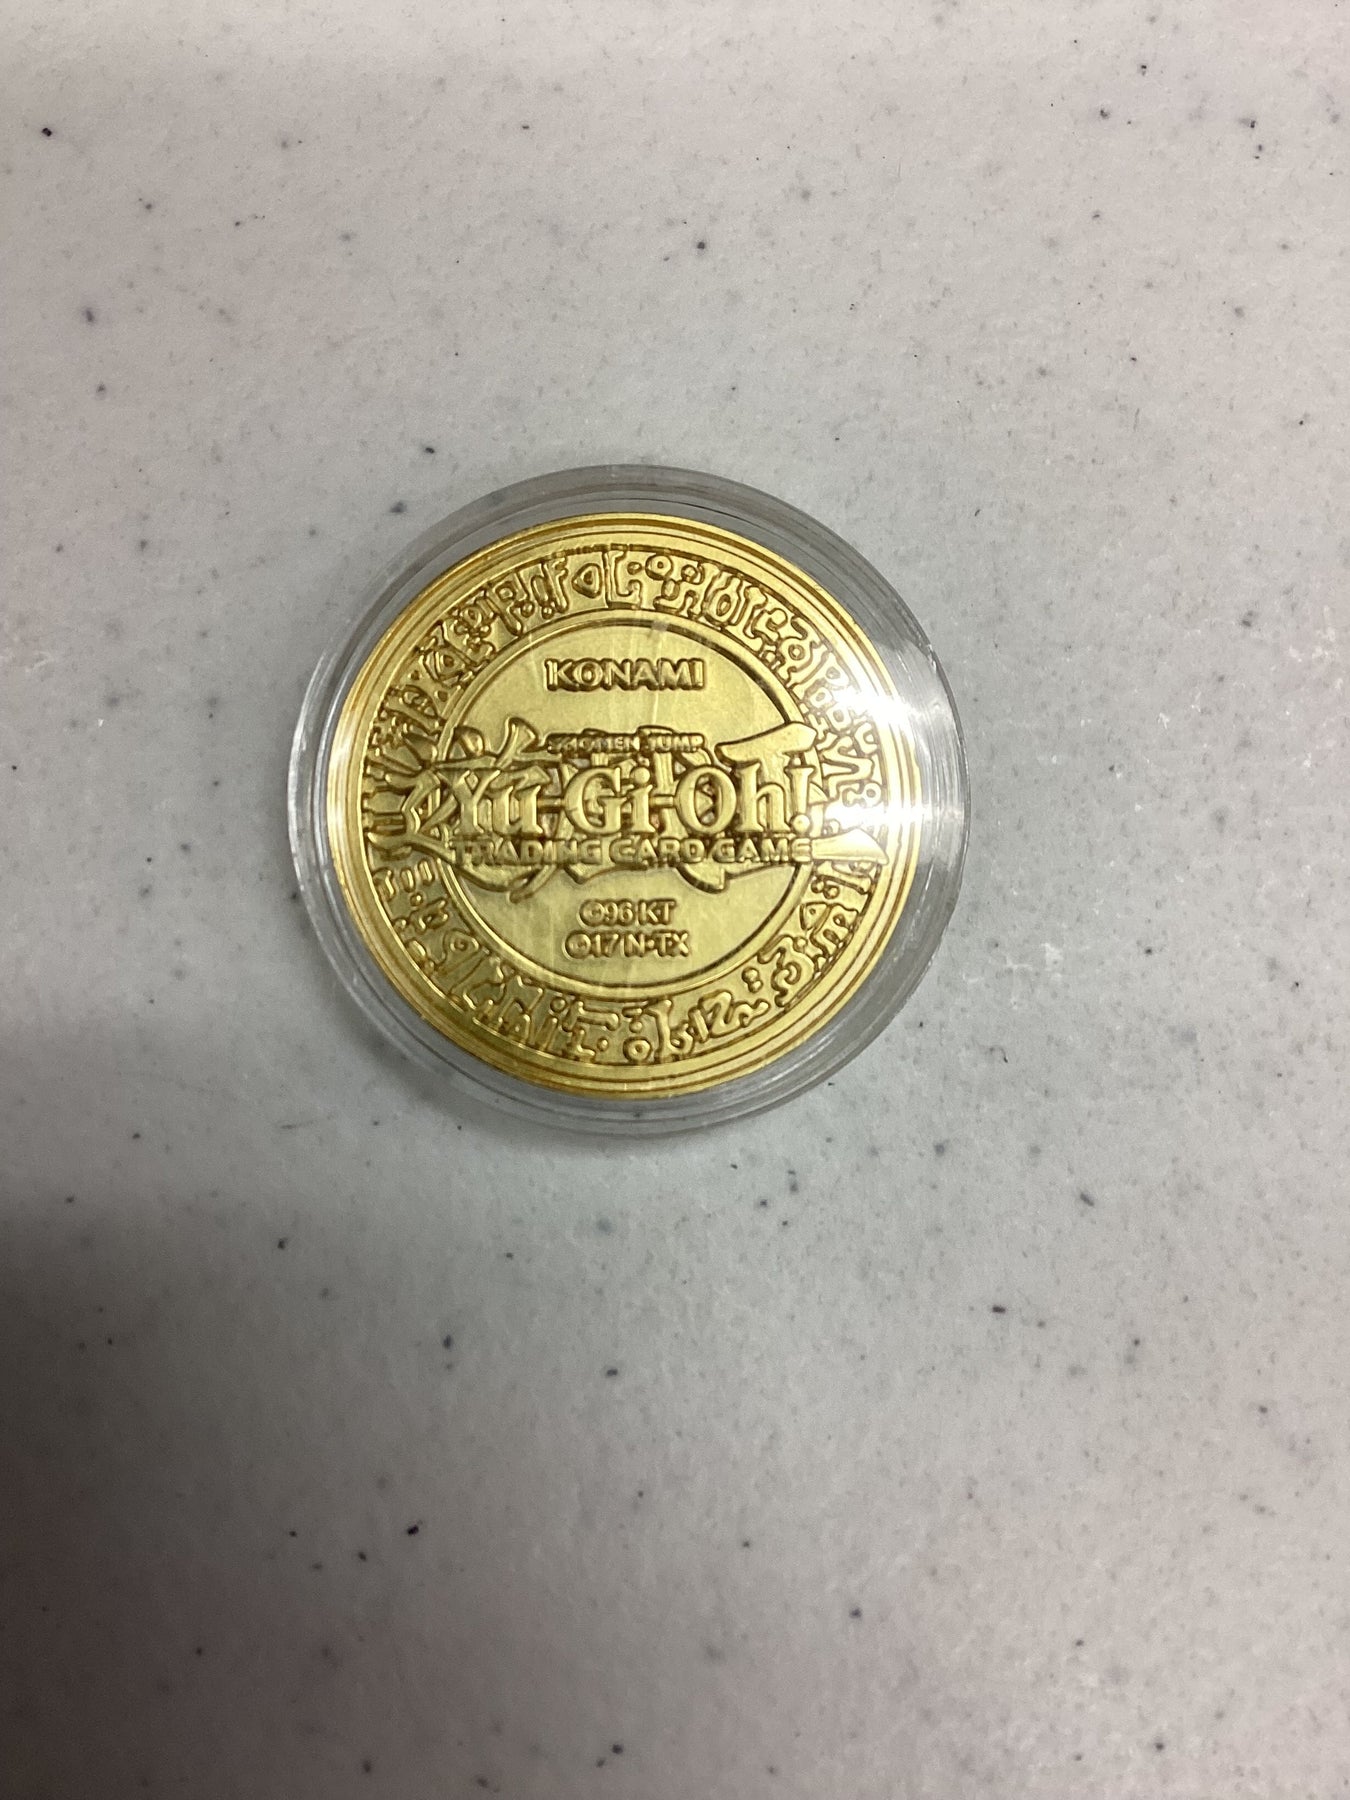 KONAMI
SHONEN JUMP
Yu-Gi-Oh!
TRADING CARD GAME
©96 KT
©17 N•TX